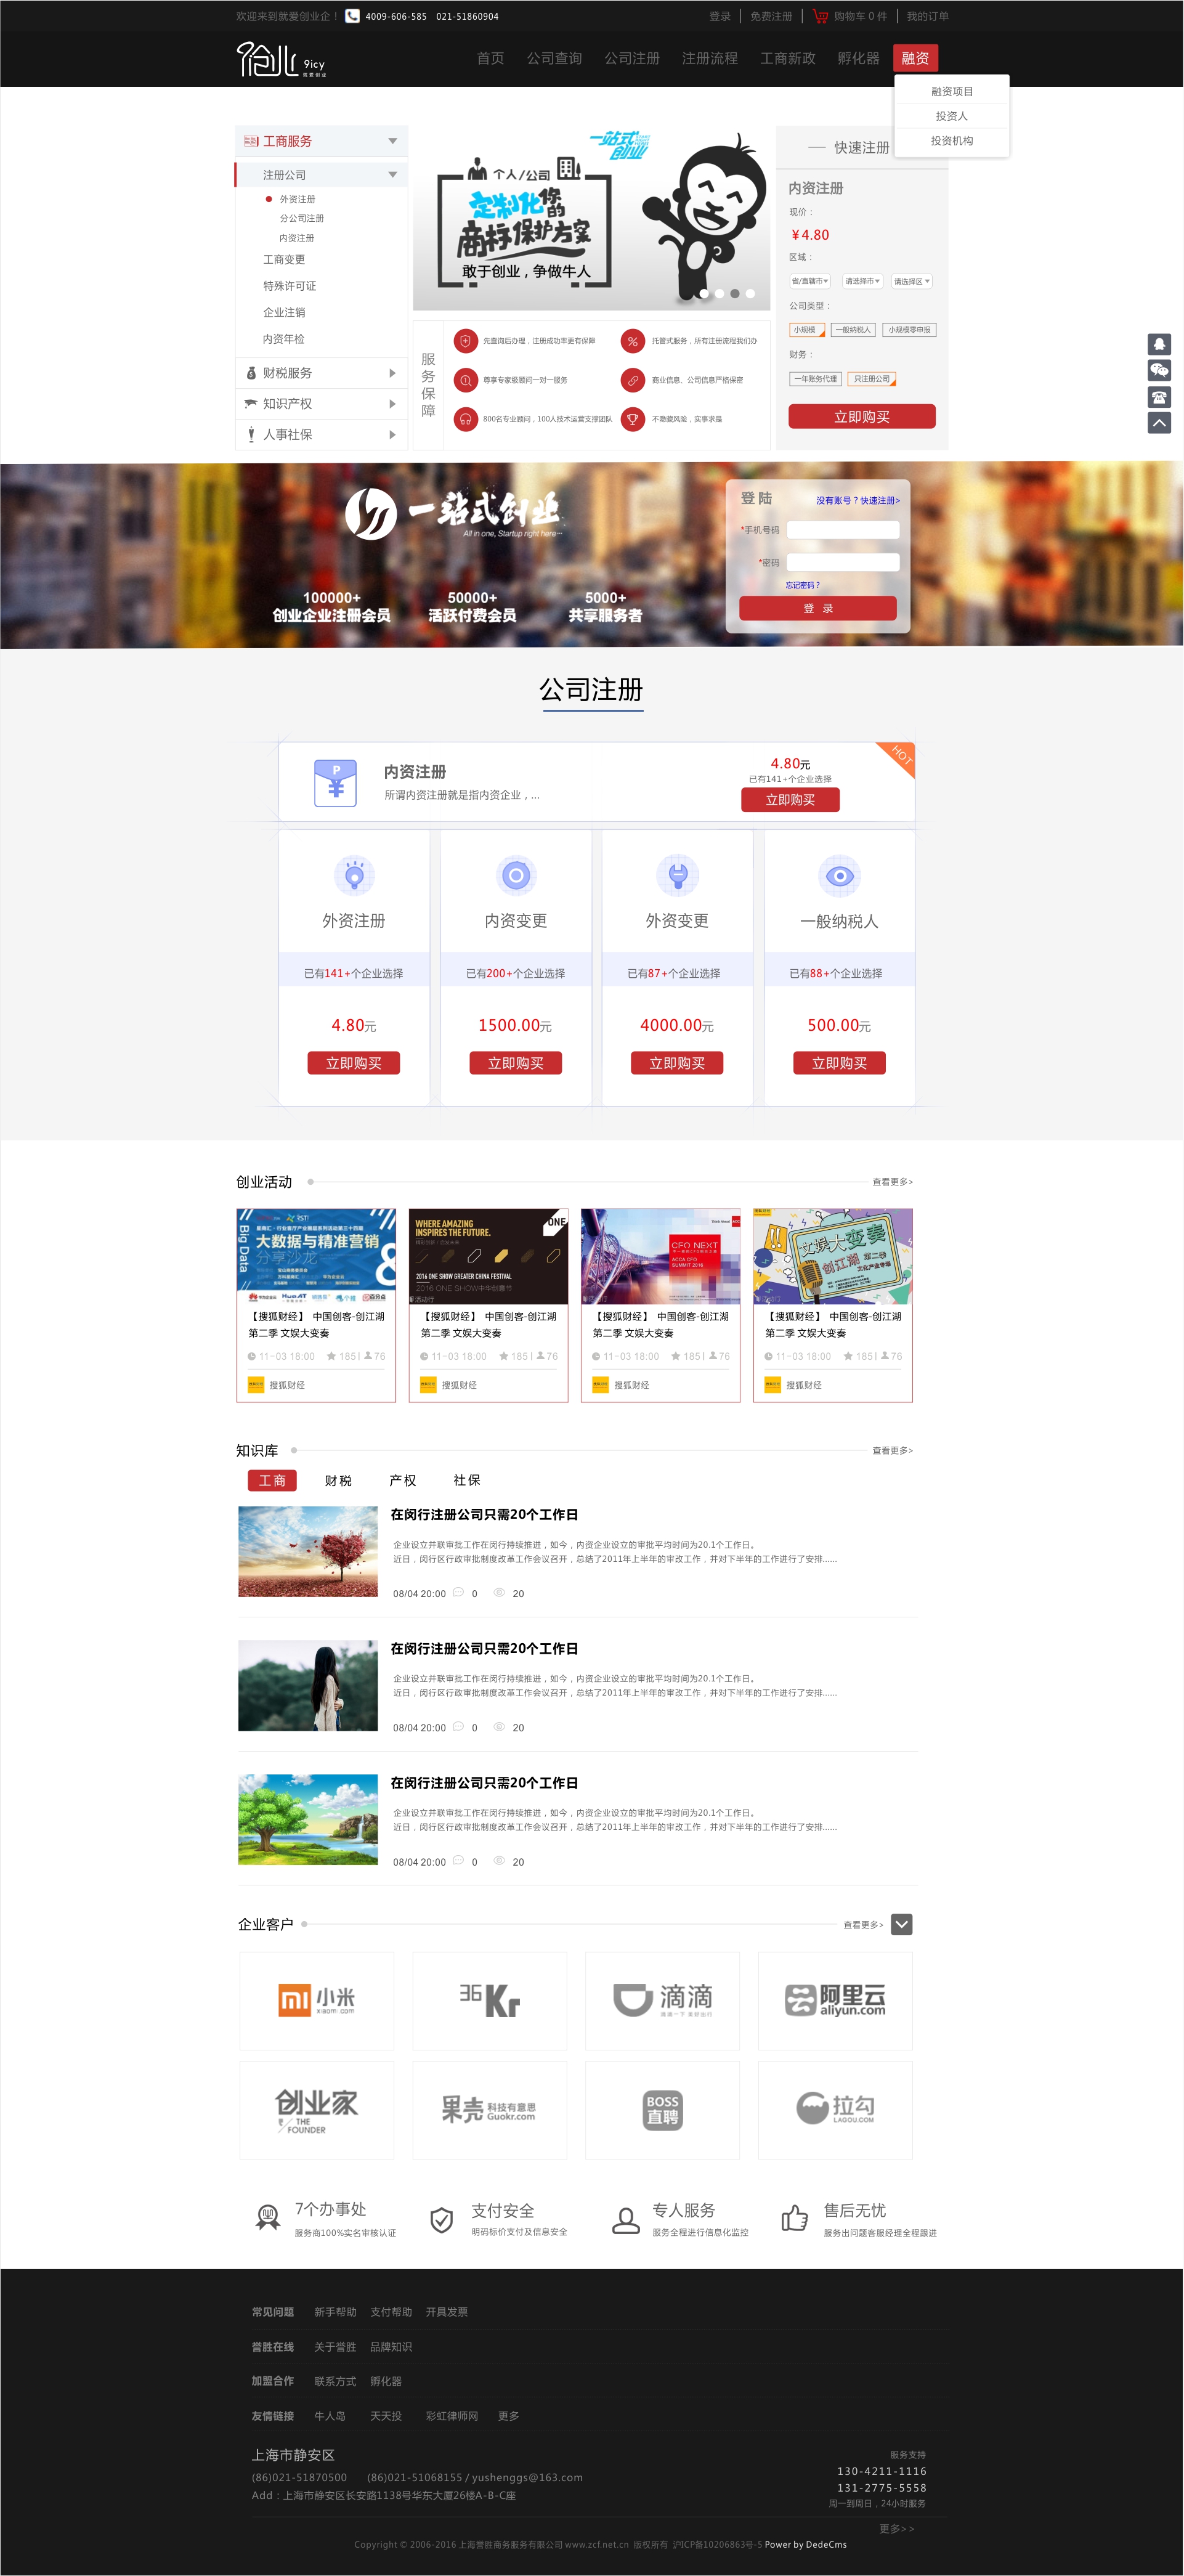 欢迎来到就爱创业企！ 4009-606-585 021-51860904
登录 免费注册 购物车 0 件 我的订单
9icy
首页 公司查询 公司注册 注册流程 工商新政 孵化器 融资
融资项目
投资人
投资机构
工商服务
注册公司
外资注册
分公司注册
内资注册
工商变更
特殊许可证
企业注销
内资年检
财税服务
知识产权
人事社保
一站式
创业
个人/公司
定制化您的
商标保护方案
敢于创业，争做牛人
服务保障
先查询后办理，注册成功率更有保障
托管式服务，所有注册流程我们办
尊享专家级顾问一对一服务
商业信息、公司信息严格保密
800名专业顾问，100人技术运营支撑团队
不隐藏风险，实事求是
快速注册
内资注册
现价：
¥4.80
区域：
省/直辖市 请选择市 请选择区
公司类型：
小规模 一般纳税人 小规模零申报
财务：
一年账务代理 只注册公司
立即购买
一站式创业
All in one, Startup right here
100000+ 50000+ 5000+
创业企业注册会员 活跃付费会员 共享服务者
登陆 没有账号？快速注册>
*手机号码
*密码
忘记密码？
登 录
公司注册
内资注册
所谓内资注册就是指内资企业，...
4.80元
已有141+个企业选择
立即购买
HOT
外资注册 内资变更 外资变更 一般纳税人
已有141+个企业选择 已有200+个企业选择 已有87+个企业选择 已有88+个企业选择
4.80元 1500.00元 4000.00元 500.00元
立即购买 立即购买 立即购买 立即购买
创业活动 查看更多>
Big Data
大数据与精准营销
分享沙龙
WHERE AMAZING
INSPIRES THE FUTURE.
ONE
2016 ONE SHOW GREATER CHINA FESTIVAL
2016 ONE SHOW中华创意节
CFO NEXT
ACCA CFO
SUMMIT 2016
文娱大变奏
创江湖 第二季
【搜狐财经】 中国创客-创江湖 【搜狐财经】 中国创客-创江湖 【搜狐财经】 中国创客-创江湖 【搜狐财经】 中国创客-创江湖
第二季 文娱大变奏 第二季 文娱大变奏 第二季 文娱大变奏 第二季 文娱大变奏
11-03 18:00 185 | 76 11-03 18:00 185 | 76 11-03 18:00 185 | 76 11-03 18:00 185 | 76
搜狐财经 搜狐财经 搜狐财经 搜狐财经
知识库 查看更多>
工商 财税 产权 社保
在闵行注册公司只需20个工作日
企业设立并联审批工作在闵行持续推进，如今，内资企业设立的审批平均时间为20.1个工作日。
近日，闵行区行政审批制度改革工作会议召开，总结了2011年上半年的审改工作，并对下半年的工作进行了安排......
08/04 20:00 0 20
在闵行注册公司只需20个工作日
企业设立并联审批工作在闵行持续推进，如今，内资企业设立的审批平均时间为20.1个工作日。
近日，闵行区行政审批制度改革工作会议召开，总结了2011年上半年的审改工作，并对下半年的工作进行了安排......
08/04 20:00 0 20
在闵行注册公司只需20个工作日
企业设立并联审批工作在闵行持续推进，如今，内资企业设立的审批平均时间为20.1个工作日。
近日，闵行区行政审批制度改革工作会议召开，总结了2011年上半年的审改工作，并对下半年的工作进行了安排......
08/04 20:00 0 20
企业客户 查看更多>
小米 xiaomi.com
36Kr
滴滴
滴滴一下 美好出行
阿里云
aliyun.com
创业家
THE FOUNDER
果壳 科技有意思
Guokr.com
BOSS
直聘
拉勾
LAGOU.COM
7个办事处 支付安全 专人服务 售后无忧
服务商100%实名审核认证 明码标价支付及信息安全 服务全程进行信息化监控 服务出问题客服经理全程跟进
常见问题 新手帮助 支付帮助 开具发票
誉胜在线 关于誉胜 品牌知识
加盟合作 联系方式 孵化器
友情链接 牛人岛 天天投 彩虹律师网 更多
上海市静安区
(86)021-51870500 (86)021-51068155 / yushenggs@163.com
Add：上海市静安区长安路1138号华东大厦26楼A-B-C座
服务支持
130-4211-1116
131-2775-5558
周一到周日，24小时服务
更多>>
Copyright © 2006-2016 上海誉胜商务服务有限公司 www.zcf.net.cn 版权所有 沪ICP备10206863号-5 Power by DedeCms